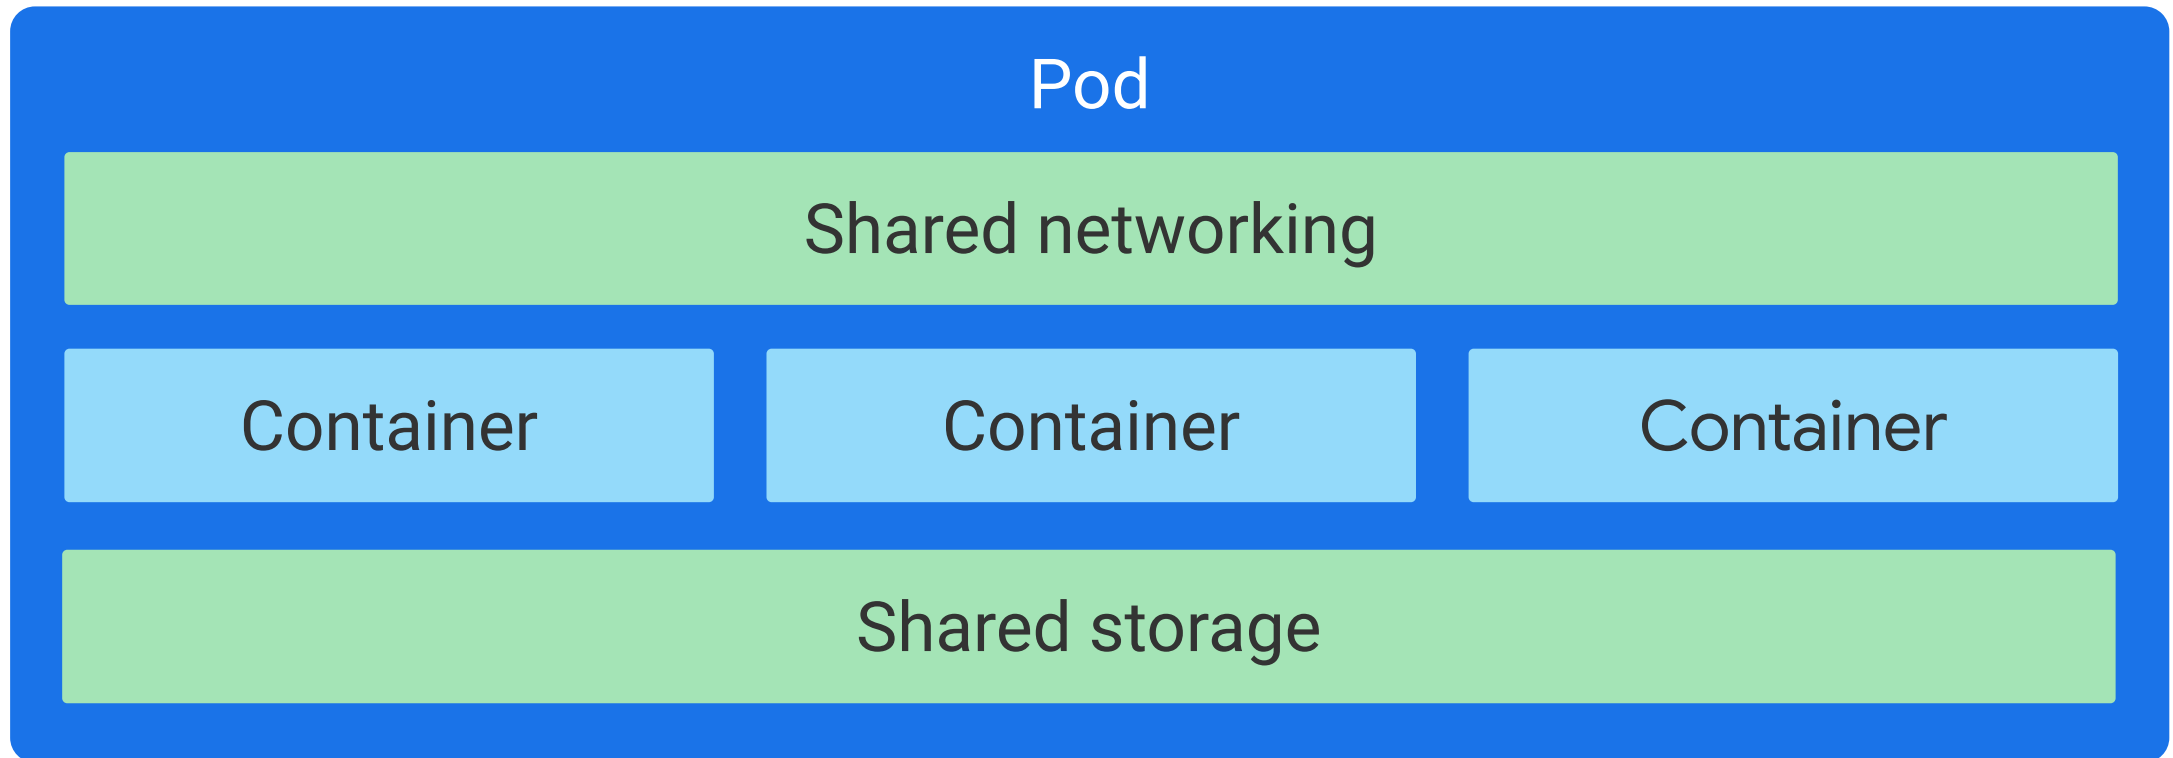 Pod
Shared networking
Container
Container
Container
Shared storage